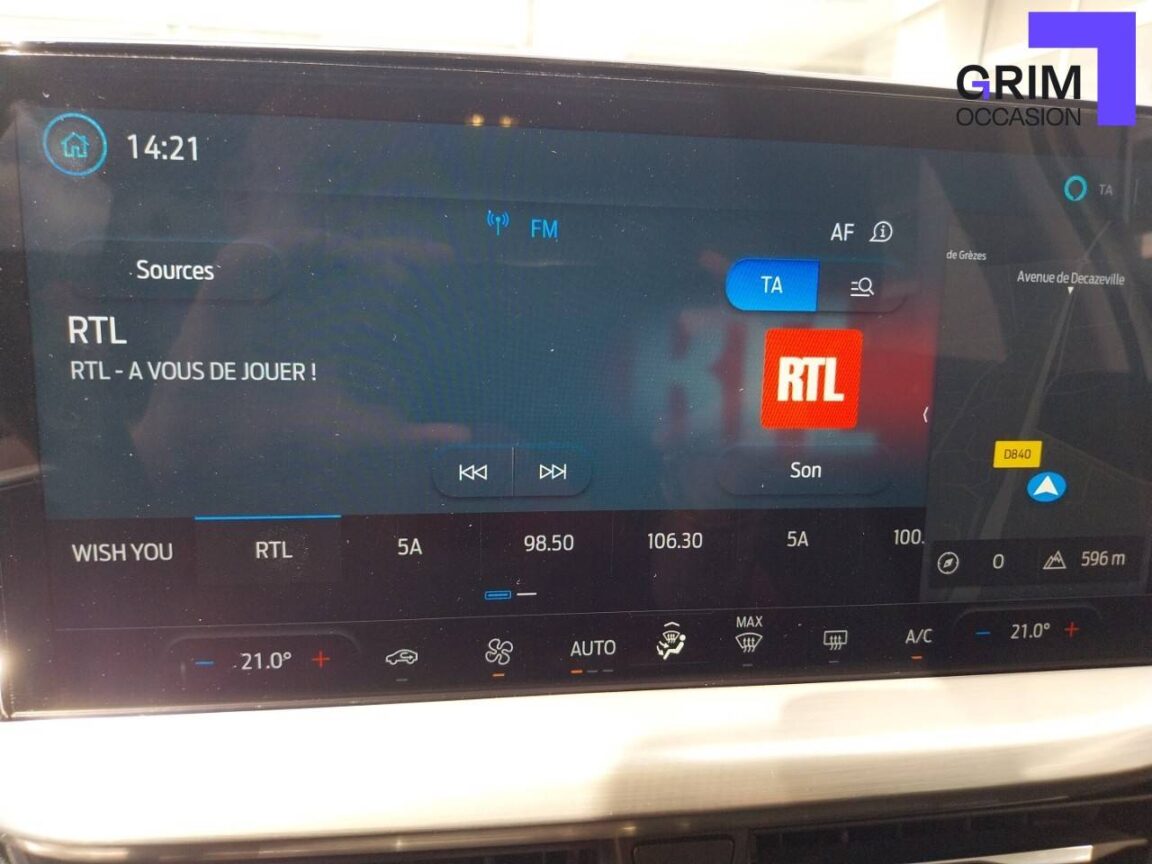 GRIM
OCCASION
14:21
TA
FM
AF
de Grèzes
Sources
TA
Avenue de Decazeville
RTL
RTL - A VOUS DE JOUER !
RTL
D840
Son
WISH YOU
RTL
5A
98.50
106.30
5A
100.
0
596 m
21.0°
AUTO
MAX
A/C
21.0°